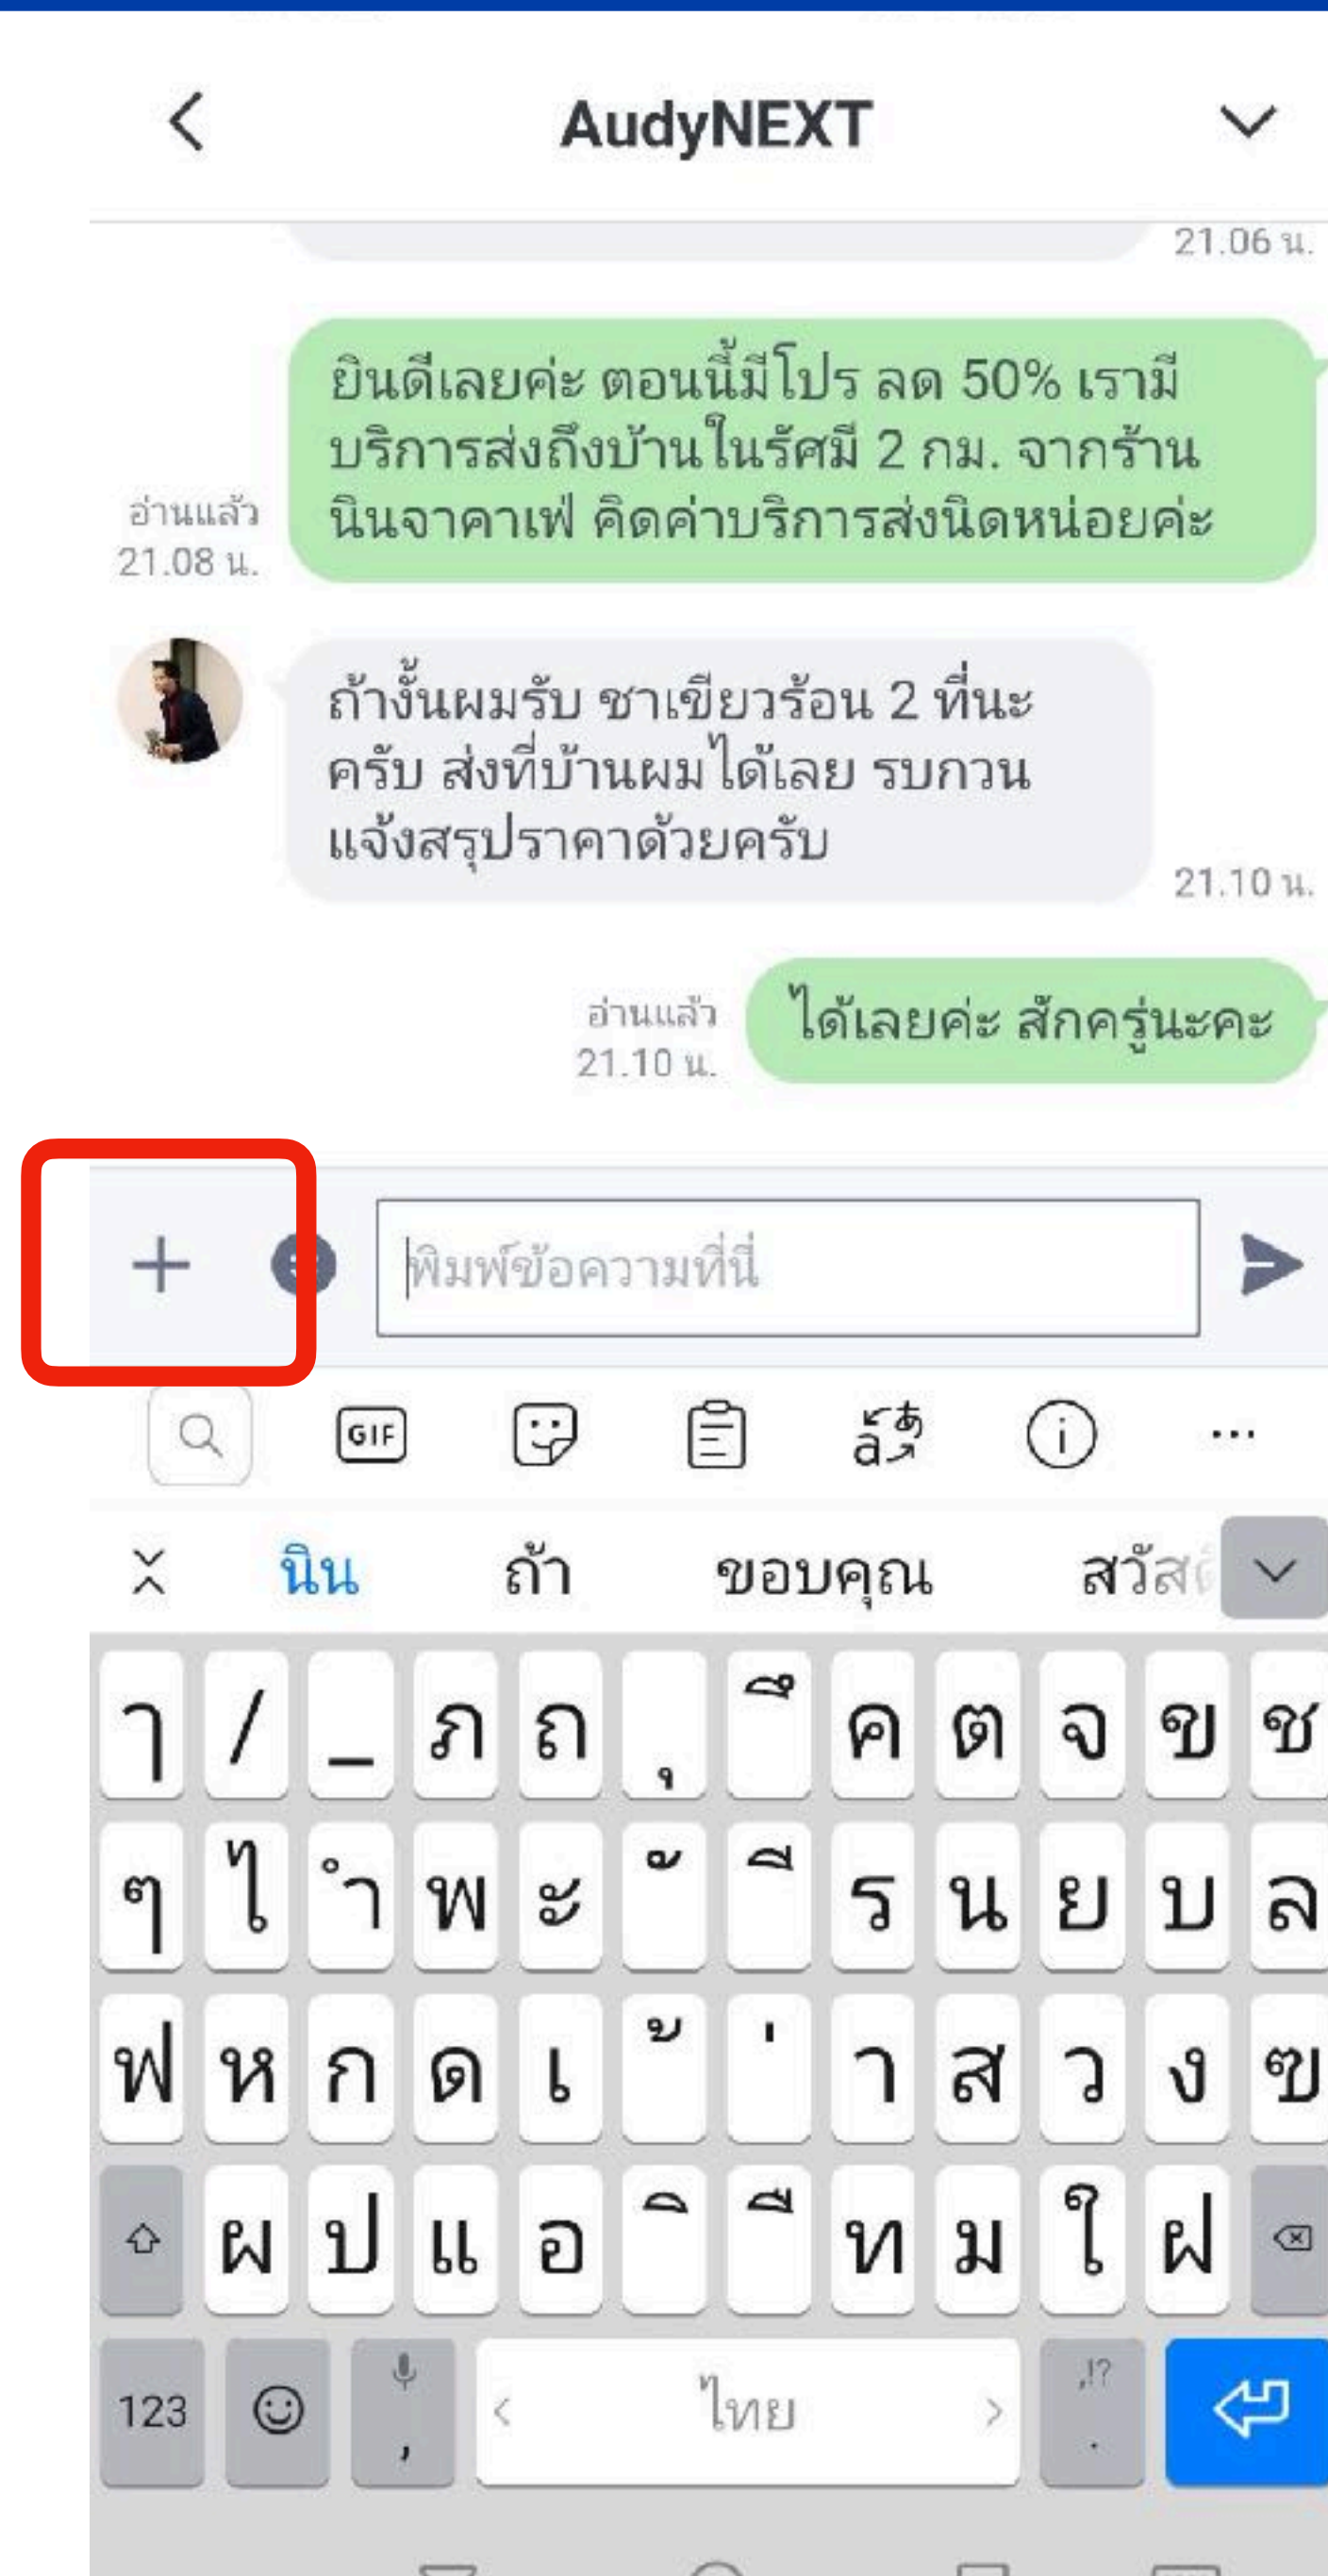 AudyNEXT
21.06 น.
ยินดีเลยค่ะ ตอนนี้มีโปร ลด 50% เรามี
บริการส่งถึงบ้านในรัศมี 2 กม. จากร้าน
นินจาคาเฟ่ คิดค่าบริการส่งนิดหน่อยค่ะ
อ่านแล้ว
21.08 น.
ถ้างั้นผมรับ ชาเขียวร้อน 2 ที่นะ
ครับ ส่งที่บ้านผมได้เลย รบกวน
แจ้งสรุปราคาด้วยครับ
21.10 น.
อ่านแล้ว
21.10 น.
ได้เลยค่ะ สักครู่นะคะ
พิมพ์ข้อความที่นี่
GIF
นิน ถ้า ขอบคุณ สวัสดี
ๅ / _ ภ ถ ุ ึ ค ต จ ข ช
ๆ ไ ำ พ ะ ั ี ร น ย บ ล
ฟ ห ก ด เ ้ ่ า ส ว ง ฃ
ผ ป แ อ ิ ื ท ม ใ ฝ
123 , < ไทย > ,!? .